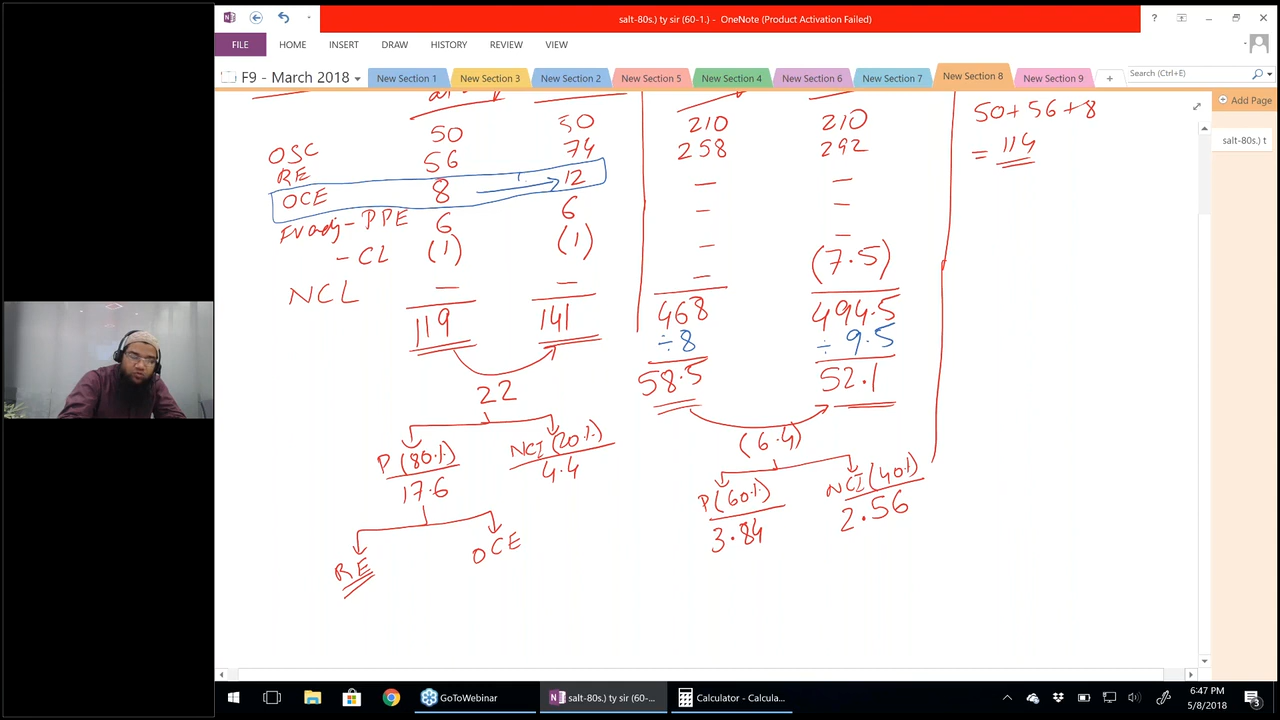 salt-80s.) ty sir (60-1.) - OneNote (Product Activation Failed)
FILE HOME INSERT DRAW HISTORY REVIEW VIEW
F9 - March 2018 New Section 1 New Section 3 New Section 2 New Section 5 New Section 4 New Section 6 New Section 7 New Section 8 New Section 9 Search (Ctrl+E)
Add Page
salt-80s.) t
50+56+8
= 114
OSC 50 50 210 210
RE 56 74 258 292
OCE 8 12 — —
FV adj - PPE 6 6 — —
- CL (1) (1) — —
NCL — — — (7.5)
119 141 468 494.5
÷8 ÷ 9.5
58.5 52.1
22 (6.4)
P (80%) NCI (20%) P (60%) NCI (40%)
17.6 4.4 3.84 2.56
RE OCE
GoToWebinar salt-80s.) ty sir (60-... Calculator - Calcula...
6:47 PM
5/8/2018
3